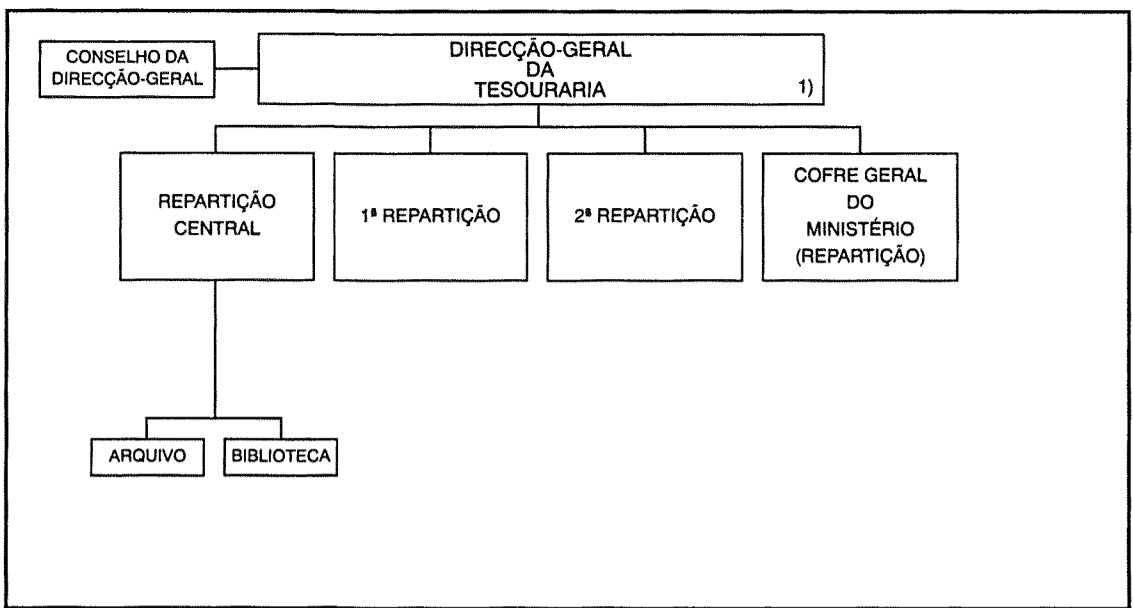 CONSELHO DA
DIRECÇÃO-GERAL
DIRECÇÃO-GERAL
DA
TESOURARIA
1)
REPARTIÇÃO
CENTRAL
1ª REPARTIÇÃO
2ª REPARTIÇÃO
COFRE GERAL
DO
MINISTÉRIO
(REPARTIÇÃO)
ARQUIVO
BIBLIOTECA